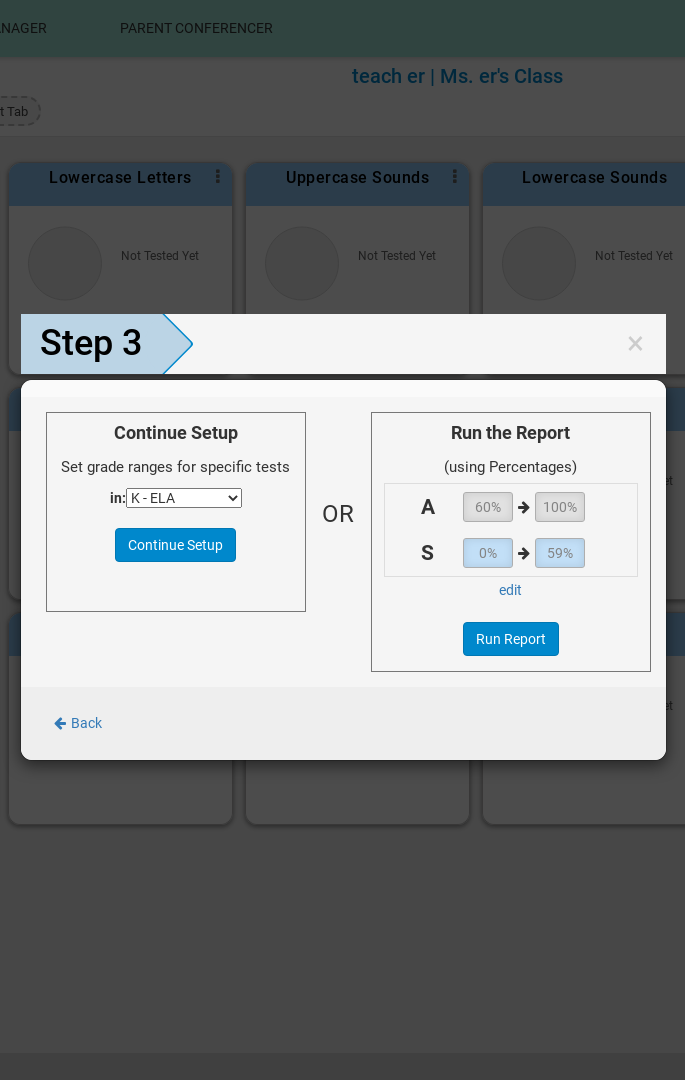 PARENT CONFERENCER
teach er | Ms. er's Class
t Tab
Lowercase Letters
Uppercase Sounds
Lowercase Sounds
Not Tested Yet
Not Tested Yet
Not Tested Yet
Step 3
×
Continue Setup
Set grade ranges for specific tests
in: K - ELA
Continue Setup
OR
Run the Report
(using Percentages)
A 60% 100%
S 0% 59%
edit
Run Report
Back